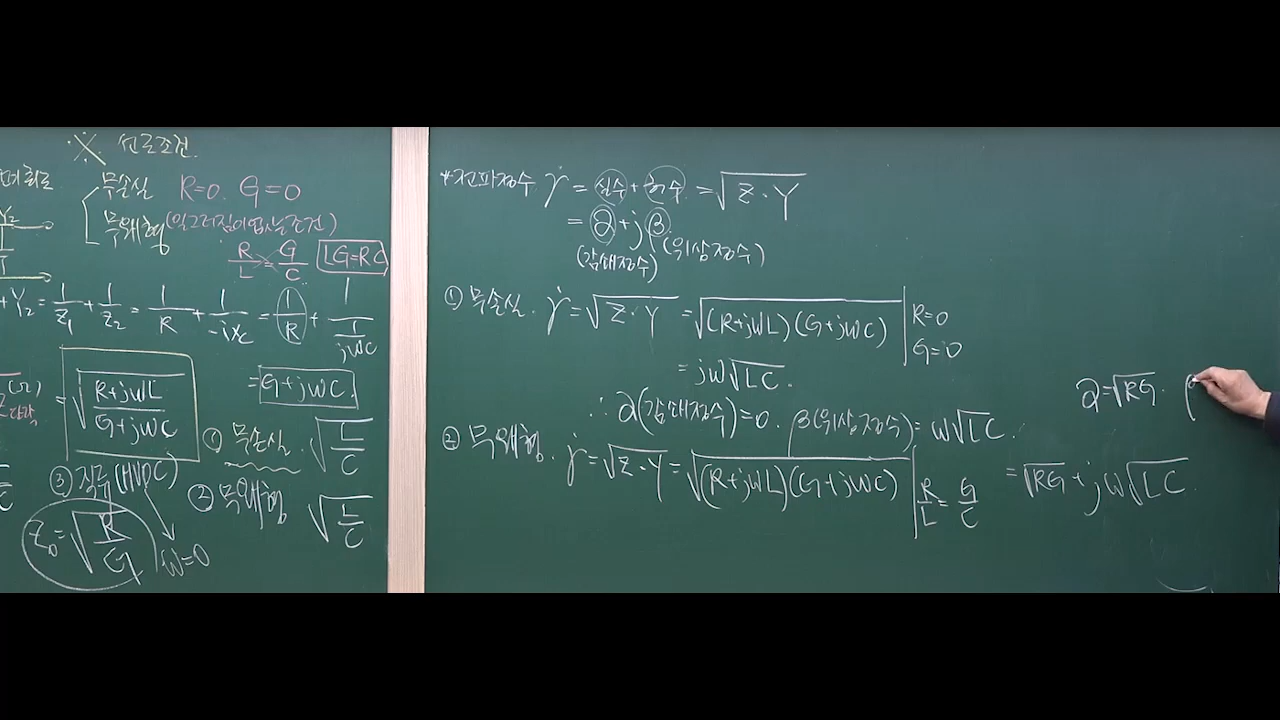 ※ 선로조건
무손실 R=0. G=0
무왜형 (일그러짐이 없는 조건)
R/L = G/C LG=RC
Y₂ = 1/Z₁ + 1/Z₂ = 1/R + 1/-jXc = 1/R + 1/(1/jωC)
= G+jωC.
= √((R+jωL)/(G+jωC))
① 무손실. √(L/C)
② 무왜형 √(L/C)
③ 직류(HVDC)
Z₀=√(R/G) ω=0
*전파정수 γ̇ = 실수 + 허수 = √(Z·Y)
= α + jβ.
(감쇄정수) (위상정수)
① 무손실. γ̇ = √(Z·Y) = √((R+jωL)(G+jωC)) | R=0 G=0
= jω√(LC).
∴ α(감쇄정수)=0. β(위상정수)= ω√(LC).
② 무왜형. γ̇ = √(Z·Y) = √((R+jωL)(G+jωC)) | R/L = G/C = √(RG) + jω√(LC).
α=√(RG).